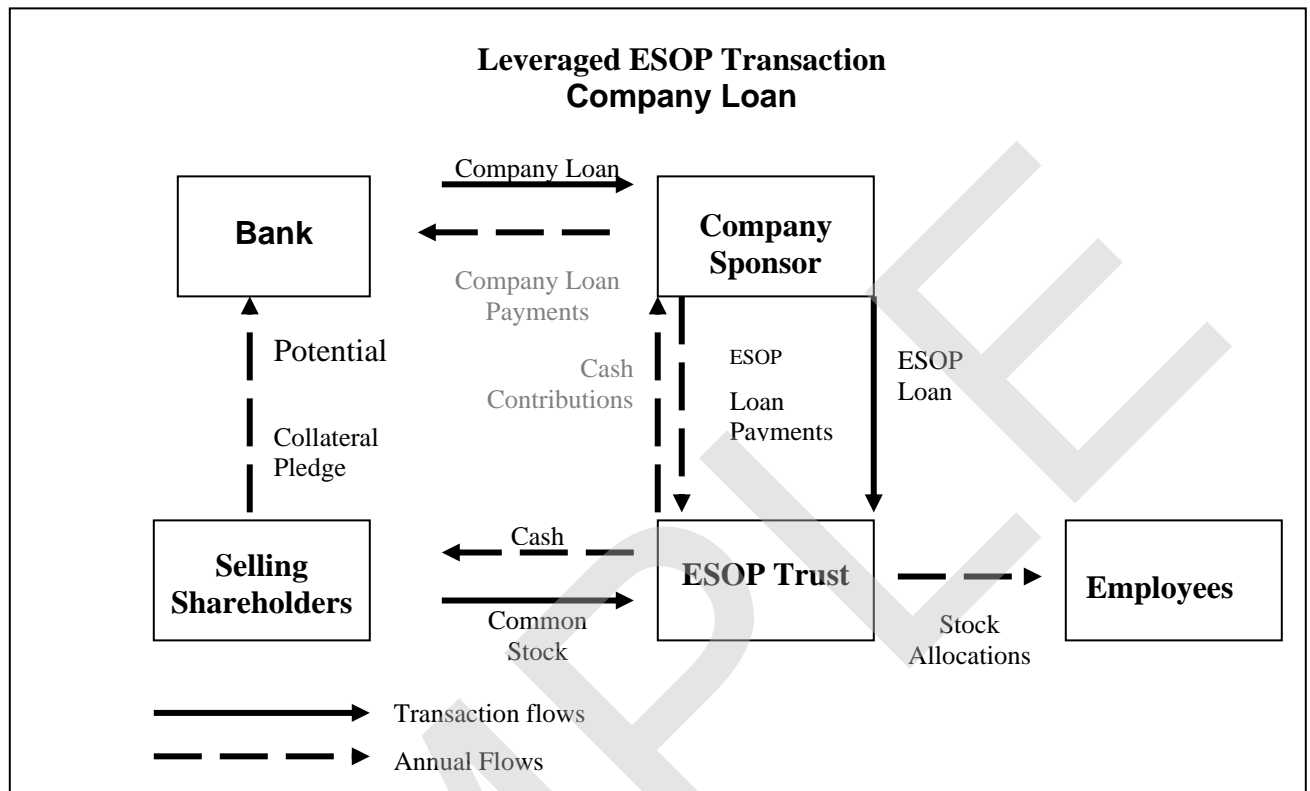 Leveraged ESOP Transaction
Company Loan
Company Loan
Bank
Company
Sponsor
Company Loan
Payments
Potential
Collateral
Pledge
Cash
Contributions
ESOP
Loan
Payments
ESOP
Loan
Selling
Shareholders
Cash
Common
Stock
ESOP Trust
Stock
Allocations
Employees
Transaction flows
Annual Flows
MPLE